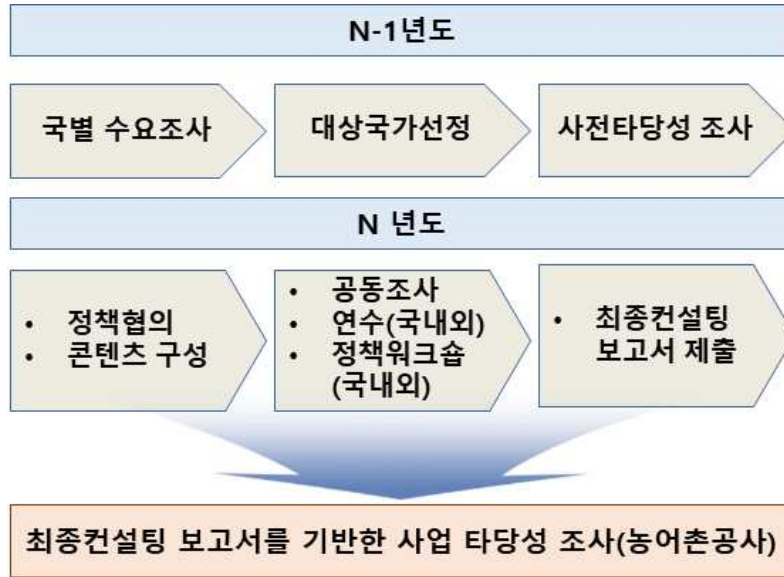 N-1년도
국별 수요조사
대상국가선정
사전타당성 조사
N 년도
• 정책협의
• 콘텐츠 구성
• 공동조사
• 연수(국내외)
• 정책워크숍
(국내외)
• 최종컨설팅
보고서 제출
최종컨설팅 보고서를 기반한 사업 타당성 조사(농어촌공사)